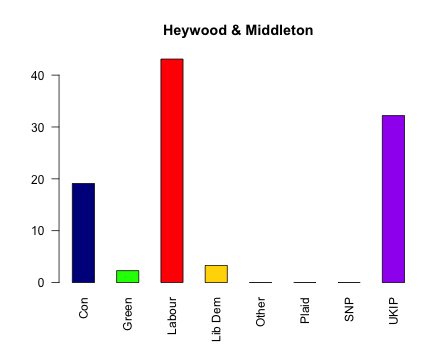 Heywood & Middleton
40
30
20
10
0
Con
Green
Labour
Lib Dem
Other
Plaid
SNP
UKIP